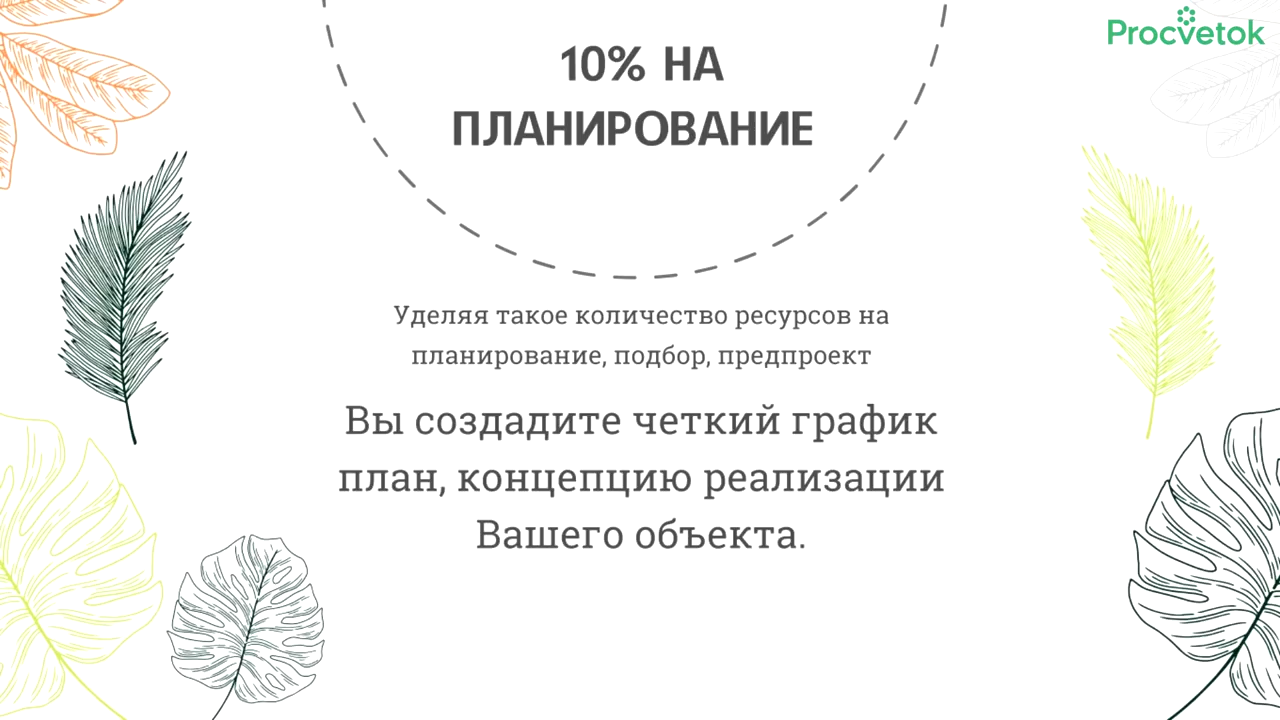 Procvetok
10% НА
ПЛАНИРОВАНИЕ
Уделяя такое количество ресурсов на
планирование, подбор, предпроект
Вы создадите четкий график
план, концепцию реализации
Вашего объекта.